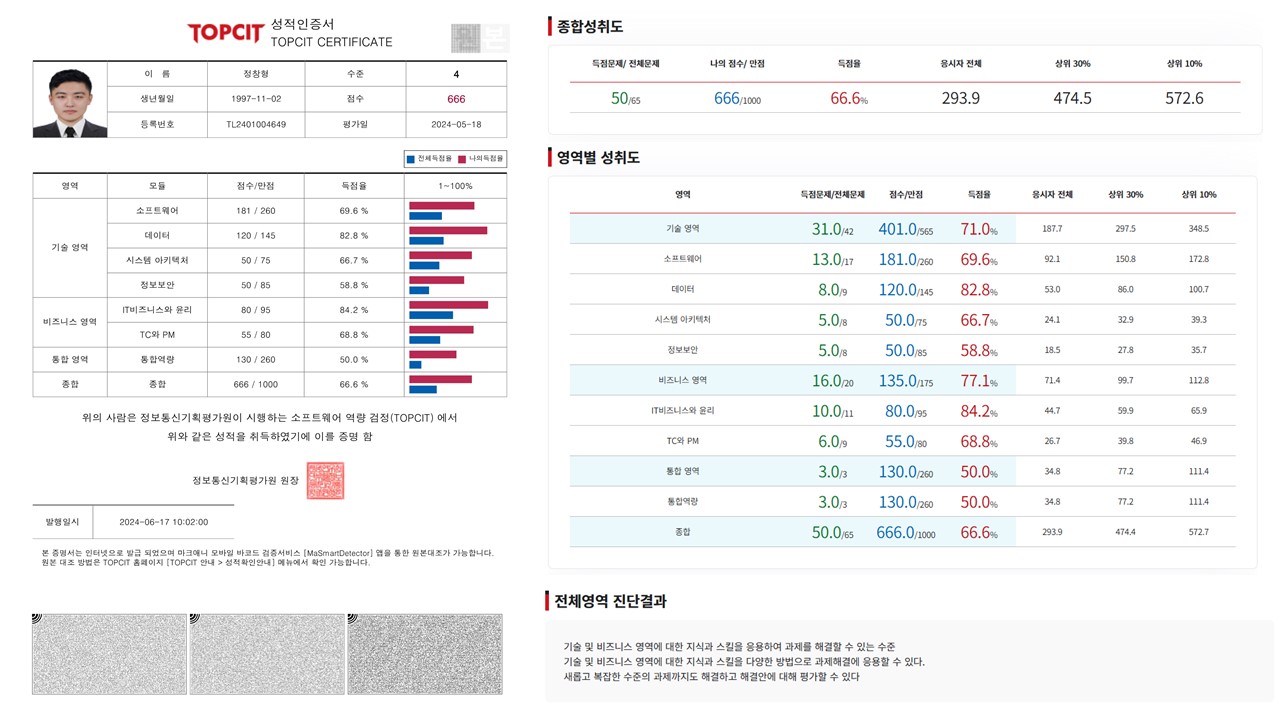 TOPCIT 성적인증서
TOPCIT CERTIFICATE
원본
이 름 정창형 수준 4
생년월일 1997-11-02 점수 666
등록번호 TL2401004649 평가일 2024-05-18
전체득점율 나의득점율
영역 모듈 점수/만점 득점율 1~100%
기술 영역
소프트웨어 181 / 260 69.6 %
데이터 120 / 145 82.8 %
시스템 아키텍처 50 / 75 66.7 %
정보보안 50 / 85 58.8 %
비즈니스 영역
IT비즈니스와 윤리 80 / 95 84.2 %
TC와 PM 55 / 80 68.8 %
통합 영역 통합역량 130 / 260 50.0 %
종합 종합 666 / 1000 66.6 %
위의 사람은 정보통신기획평가원이 시행하는 소프트웨어 역량 검정(TOPCIT) 에서
위와 같은 성적을 취득하였기에 이를 증명 함
정보통신기획평가원 원장
발행일시 2024-06-17 10:02:00
본 증명서는 인터넷으로 발급 되었으며 마크애니 모바일 바코드 검증서비스 [MaSmartDetector] 앱을 통한 원본대조가 가능합니다.
원본 대조 방법은 TOPCIT 홈페이지 [TOPCIT 안내 > 성적확인안내] 메뉴에서 확인 가능합니다.
종합성취도
득점문제/ 전체문제 나의 점수/ 만점 득점율 응시자 전체 상위 30% 상위 10%
50/65 666/1000 66.6% 293.9 474.5 572.6
영역별 성취도
영역 득점문제/전체문제 점수/만점 득점율 응시자 전체 상위 30% 상위 10%
기술 영역 31.0/42 401.0/565 71.0% 187.7 297.5 348.5
소프트웨어 13.0/17 181.0/260 69.6% 92.1 150.8 172.8
데이터 8.0/9 120.0/145 82.8% 53.0 86.0 100.7
시스템 아키텍처 5.0/8 50.0/75 66.7% 24.1 32.9 39.3
정보보안 5.0/8 50.0/85 58.8% 18.5 27.8 35.7
비즈니스 영역 16.0/20 135.0/175 77.1% 71.4 99.7 112.8
IT비즈니스와 윤리 10.0/11 80.0/95 84.2% 44.7 59.9 65.9
TC와 PM 6.0/9 55.0/80 68.8% 26.7 39.8 46.9
통합 영역 3.0/3 130.0/260 50.0% 34.8 77.2 111.4
통합역량 3.0/3 130.0/260 50.0% 34.8 77.2 111.4
종합 50.0/65 666.0/1000 66.6% 293.9 474.4 572.7
전체영역 진단결과
기술 및 비즈니스 영역에 대한 지식과 스킬을 응용하여 과제를 해결할 수 있는 수준
기술 및 비즈니스 영역에 대한 지식과 스킬을 다양한 방법으로 과제해결에 응용할 수 있다.
새롭고 복잡한 수준의 과제까지도 해결하고 해결안에 대해 평가할 수 있다